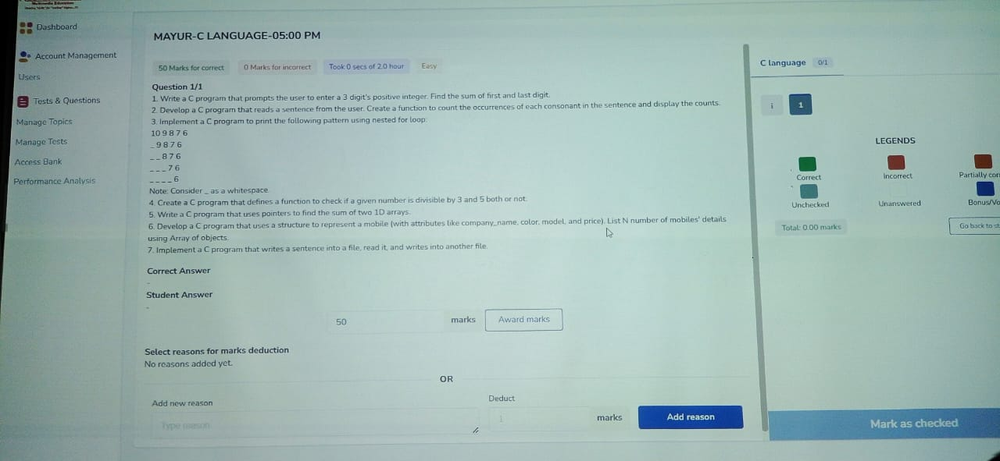 Multimedia Education
Dashboard
Account Management
Users
Tests & Questions
Manage Topics
Manage Tests
Access Bank
Performance Analysis
MAYUR-C LANGUAGE-05:00 PM
50 Marks for correct
0 Marks for incorrect
Took 0 secs of 2.0 hour
Easy
Question 1/1
1. Write a C program that prompts the user to enter a 3 digit's positive integer. Find the sum of first and last digit.
2. Develop a C program that reads a sentence from the user. Create a function to count the occurrences of each consonant in the sentence and display the counts.
3. Implement a C program to print the following pattern using nested for loop:
10 9 8 7 6
_ 9 8 7 6
_ _ 8 7 6
_ _ _ 7 6
_ _ _ _ 6
Note: Consider _ as a whitespace.
4. Create a C program that defines a function to check if a given number is divisible by 3 and 5 both or not.
5. Write a C program that uses pointers to find the sum of two 1D arrays.
6. Develop a C program that uses a structure to represent a mobile (with attributes like company_name, color, model, and price). List N number of mobiles' details
using Array of objects.
7. Implement a C program that writes a sentence into a file, read it, and writes into another file.
Correct Answer
-
Student Answer
-
50
marks
Award marks
Select reasons for marks deduction
No reasons added yet.
OR
Add new reason
Type reason
Deduct
1
marks
Add reason
C language
0/1
i
1
LEGENDS
Correct
Incorrect
Partially cor
Unchecked
Unanswered
Bonus/Vo
Total: 0.00 marks
Go back to st
Mark as checked